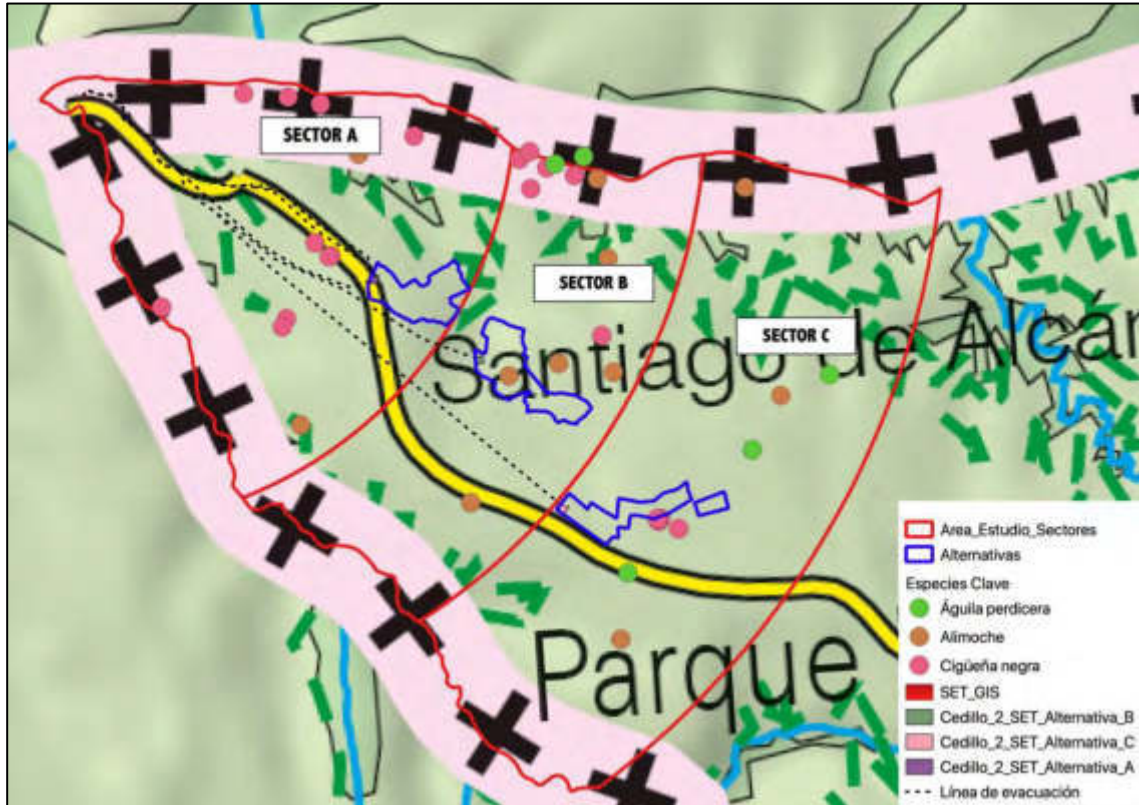 SECTOR A
SECTOR B
SECTOR C
Santiago de Alcán
Parque
Area_Estudio_Sectores
Alternativas
Especies Clave
Águila perdicera
Alimoche
Cigüeña negra
SET_GIS
Cedillo_2_SET_Alternativa_B
Cedillo_2_SET_Alternativa_C
Cedillo_2_SET_Alternativa_A
Línea de evacuación